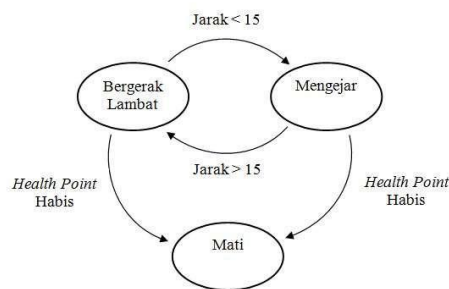 Jarak < 15
Bergerak
Lambat
Mengejar
Jarak > 15
Health Point
Habis
Health Point
Habis
Mati